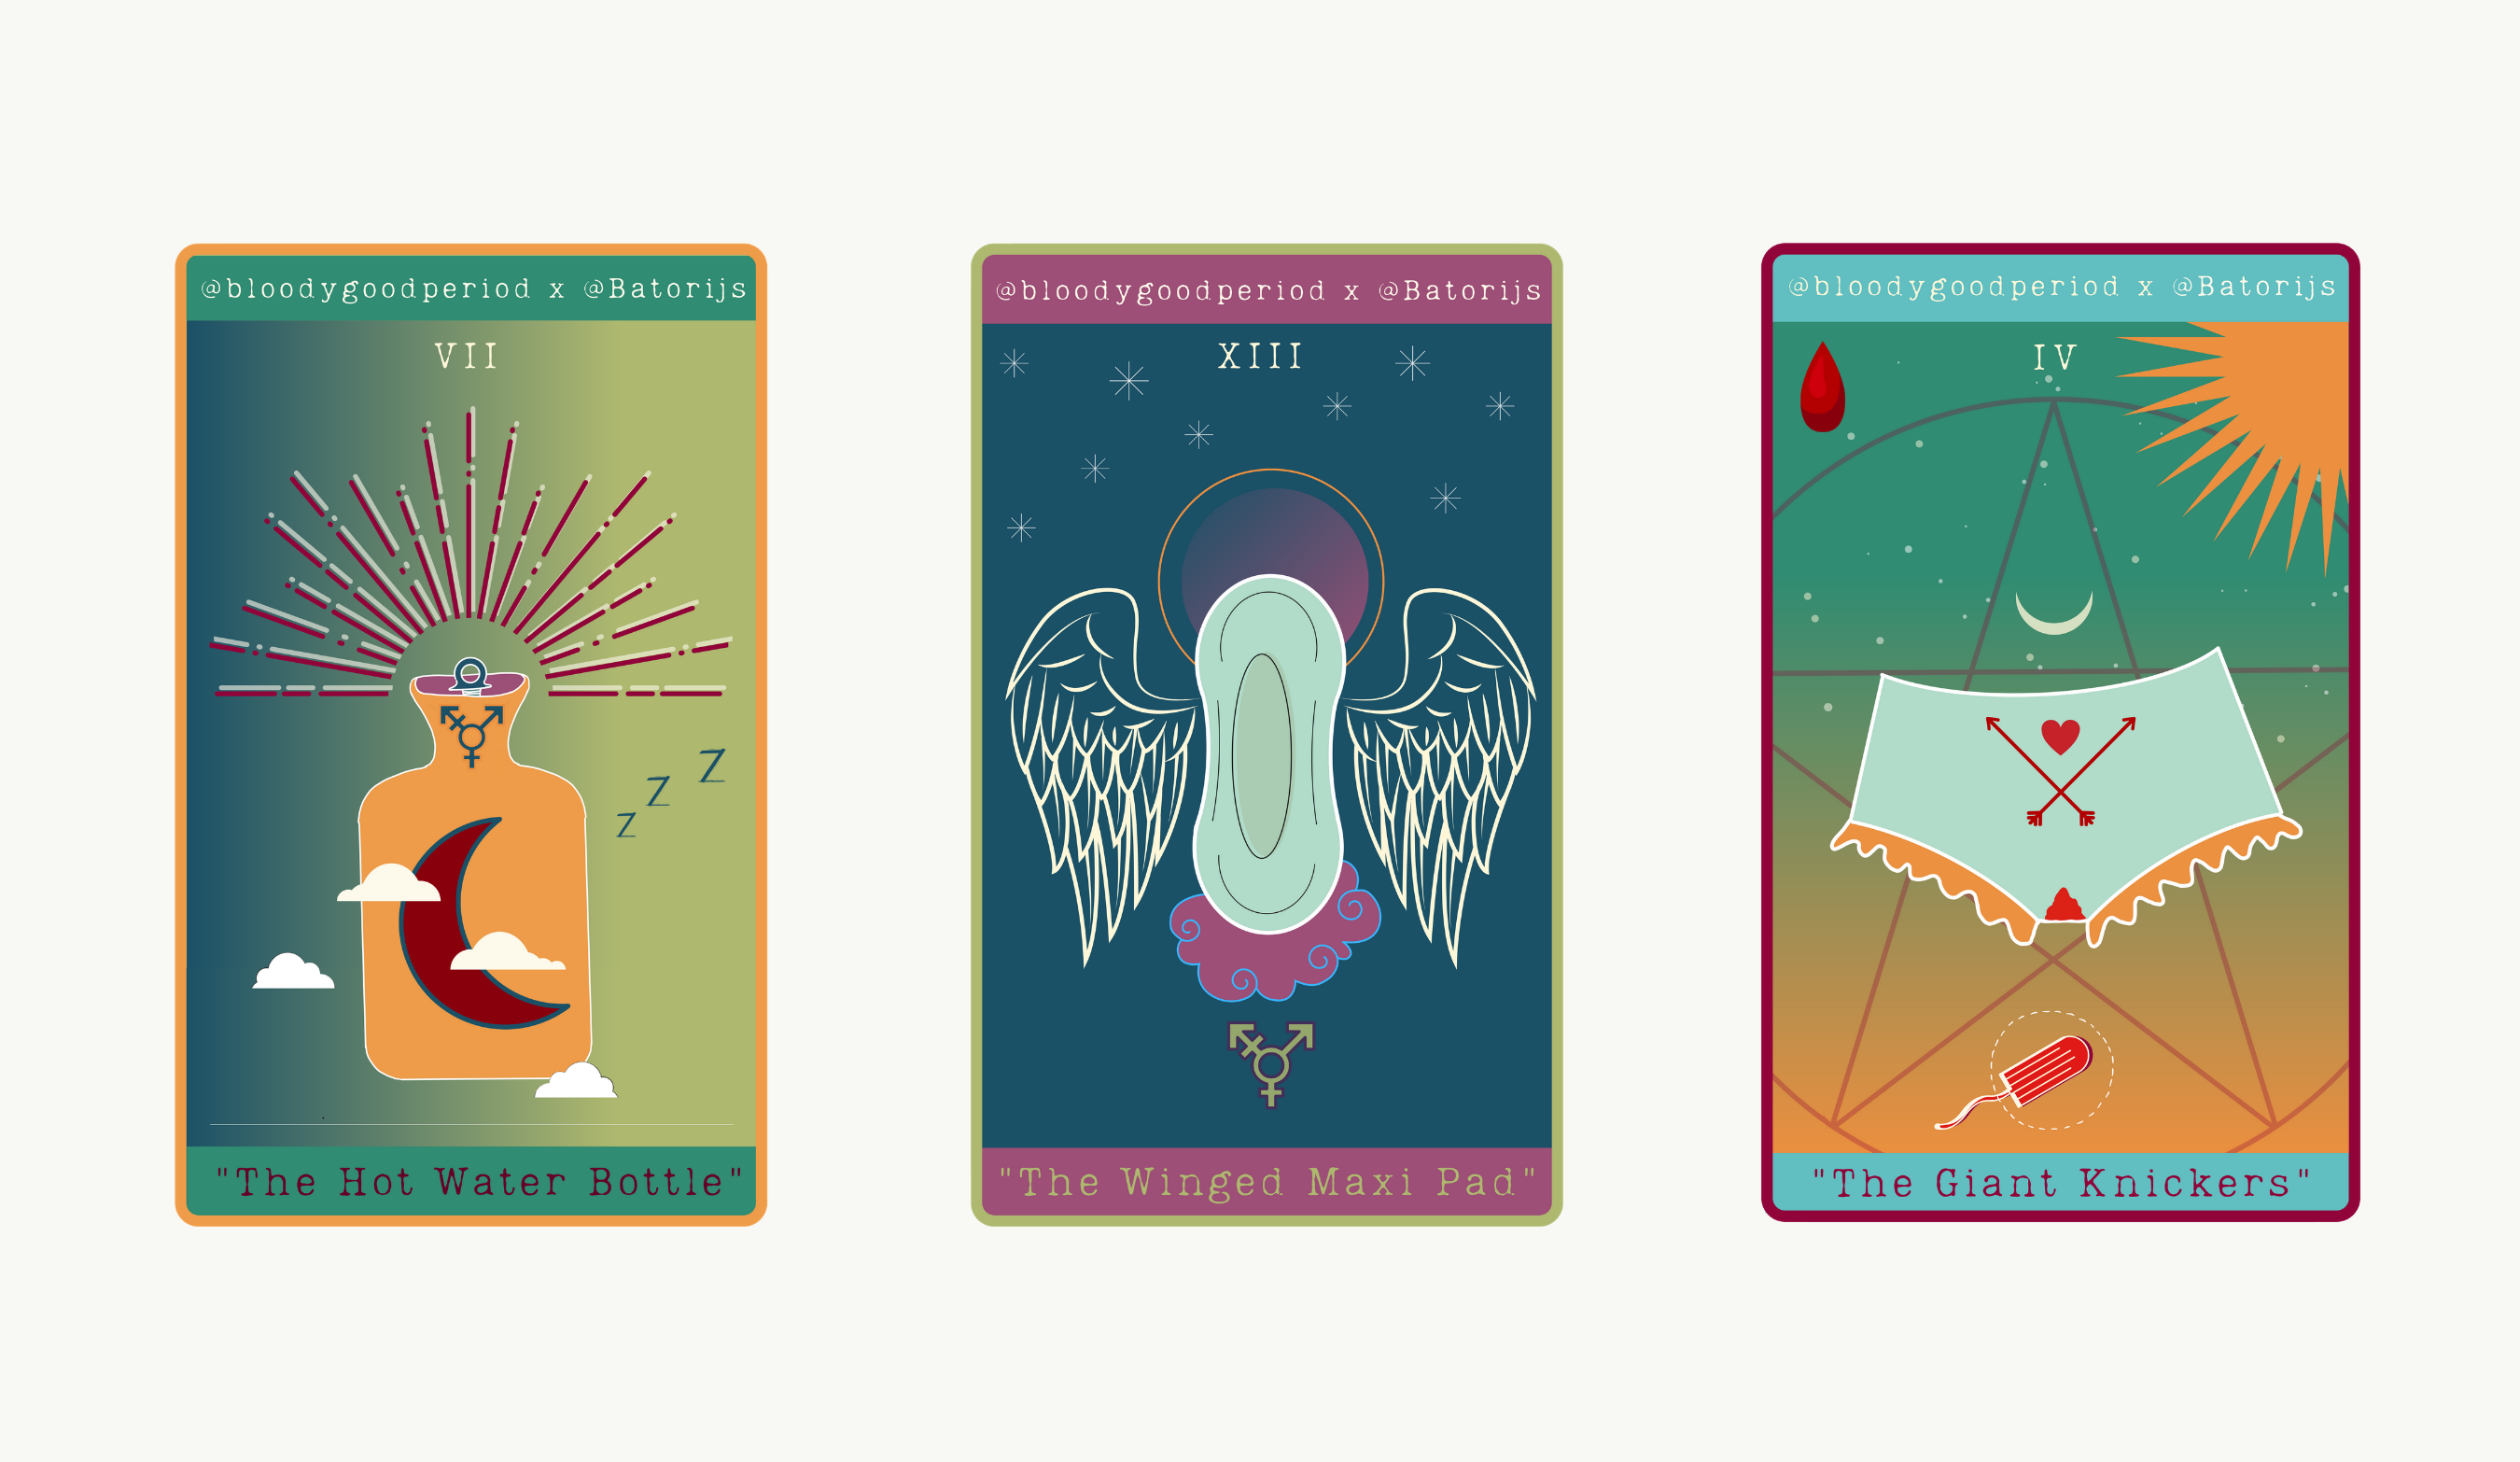 @bloodygoodperiod x @Batorijs
VII
Z
Z
Z
"The Hot Water Bottle"
@bloodygoodperiod x @Batorijs
XIII
"The Winged Maxi Pad"
@bloodygoodperiod x @Batorijs
IV
"The Giant Knickers"